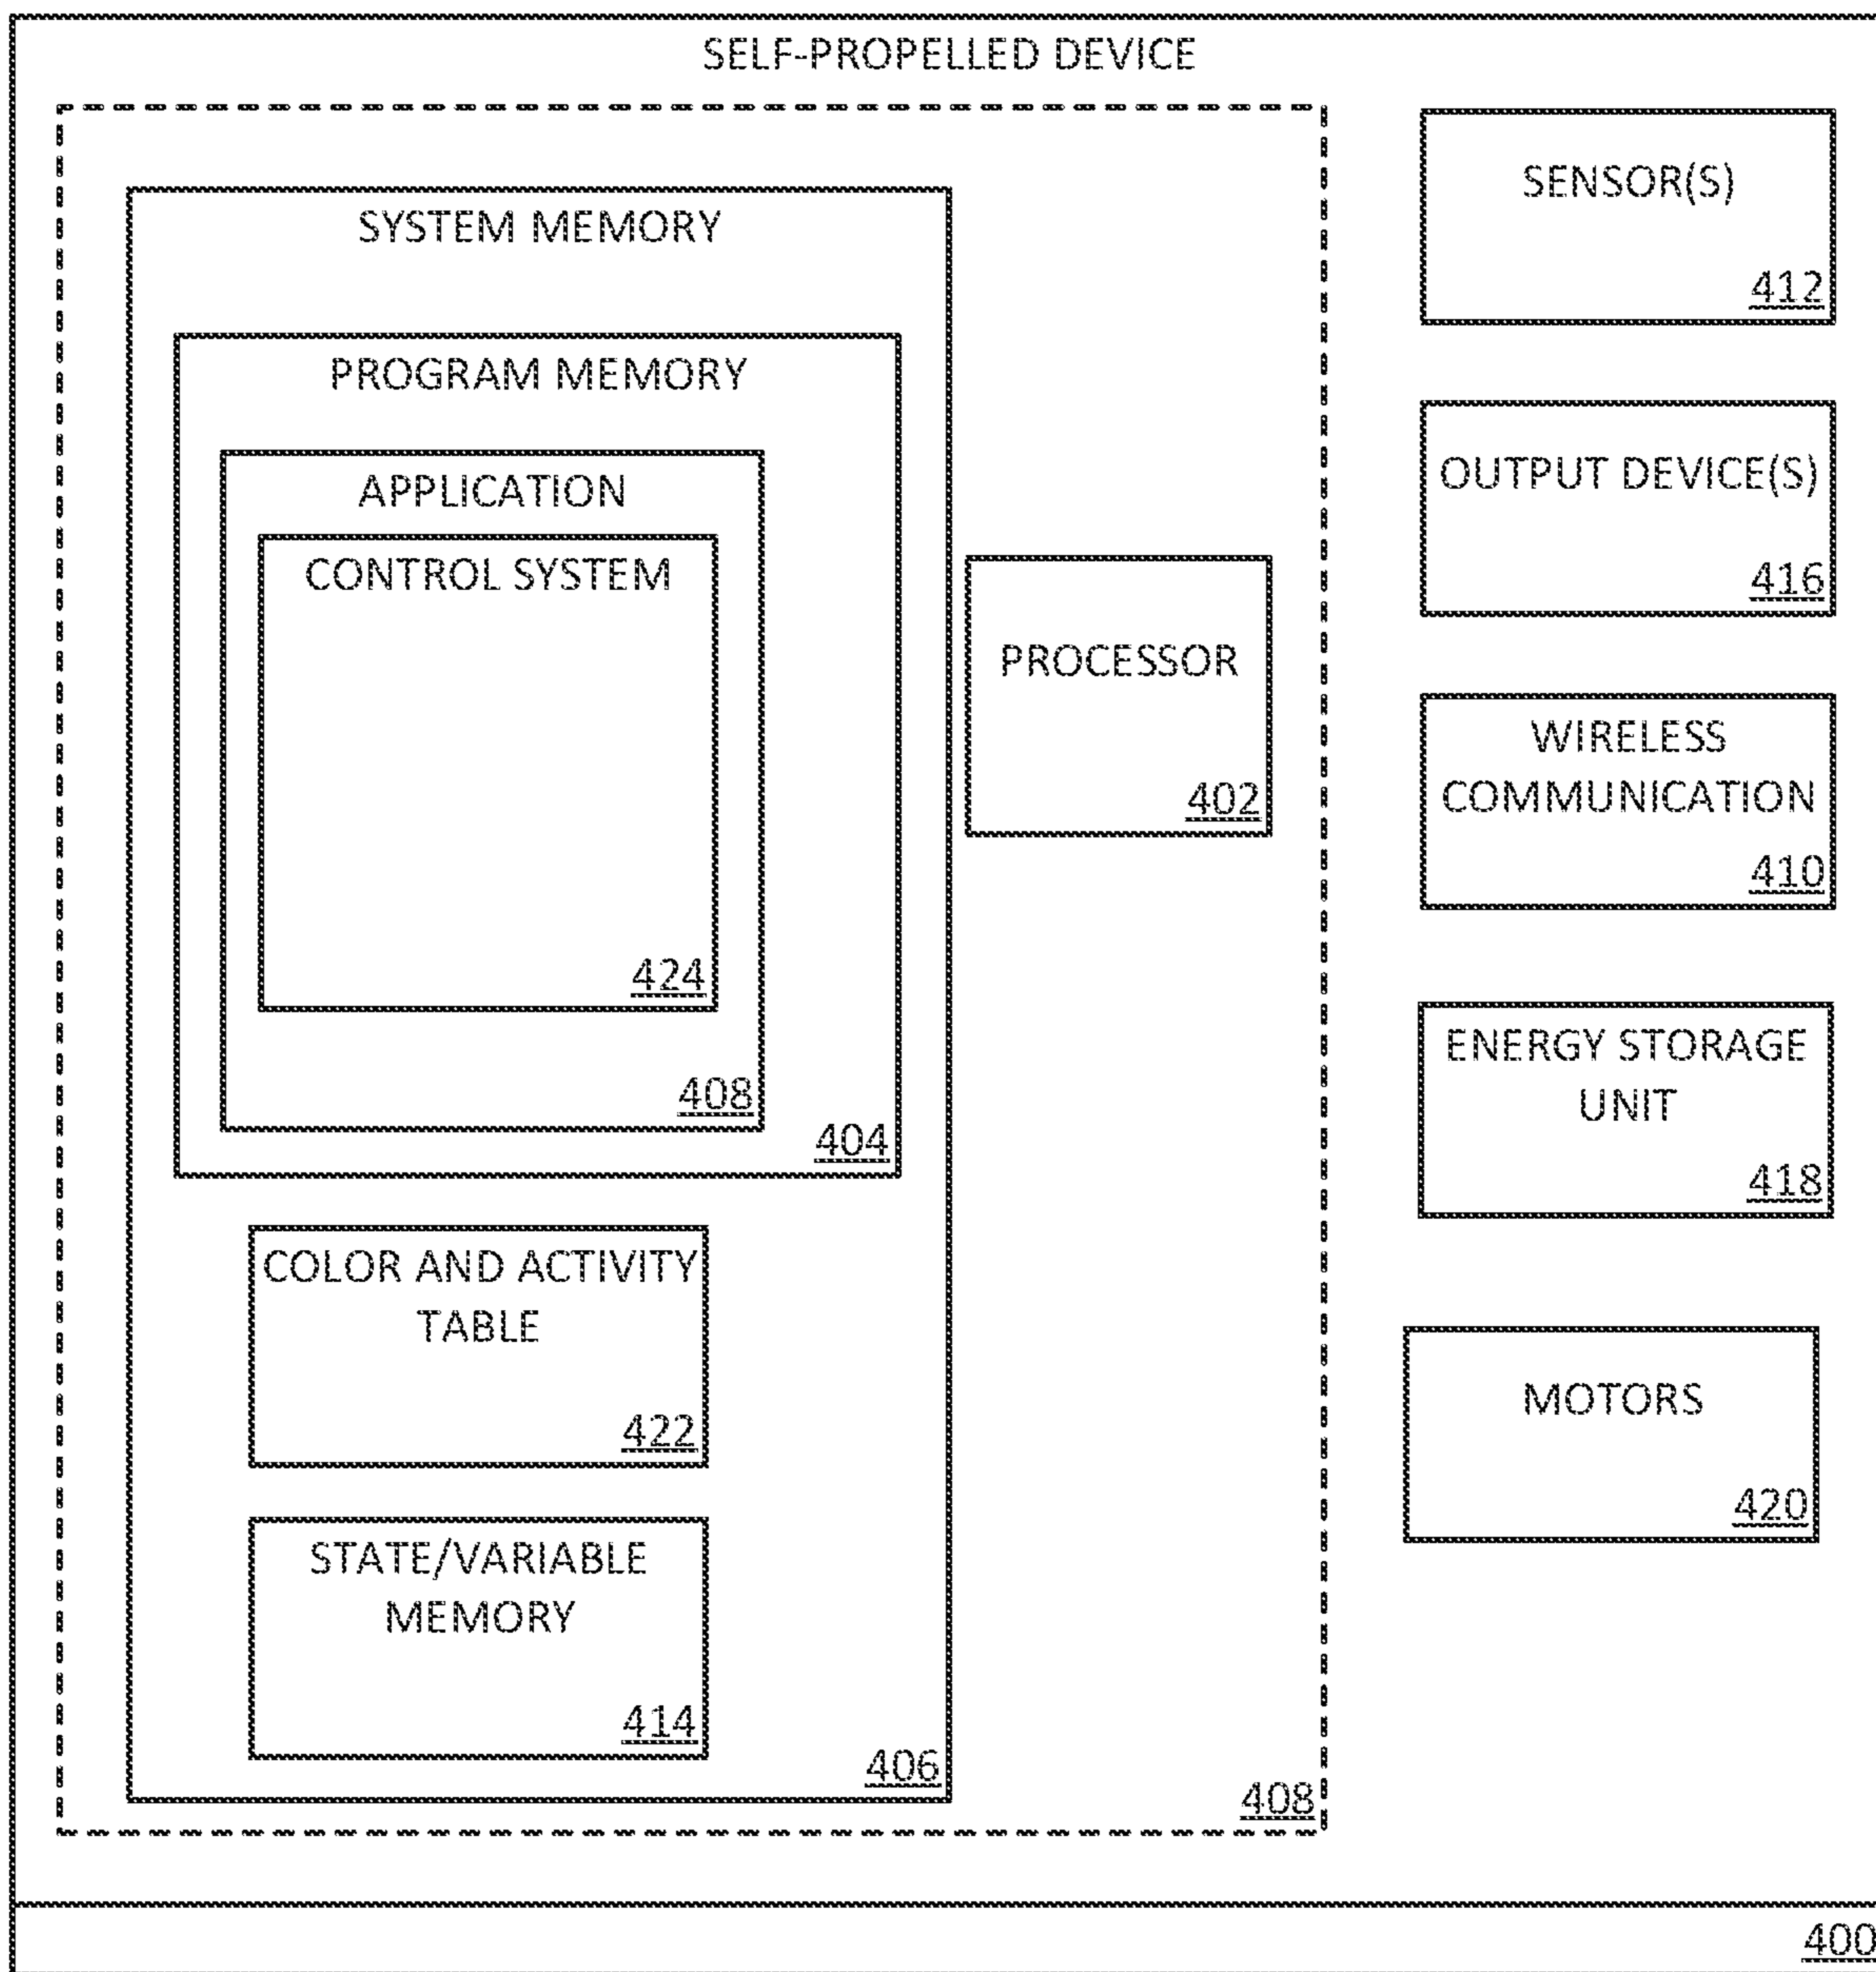 SELF-PROPELLED DEVICE
SYSTEM MEMORY
PROGRAM MEMORY
APPLICATION
CONTROL SYSTEM
424
408
404
COLOR AND ACTIVITY
TABLE
422
STATE/VARIABLE
MEMORY
414
406
PROCESSOR
402
408
SENSOR(S)
412
OUTPUT DEVICE(S)
416
WIRELESS
COMMUNICATION
410
ENERGY STORAGE
UNIT
418
MOTORS
420
400